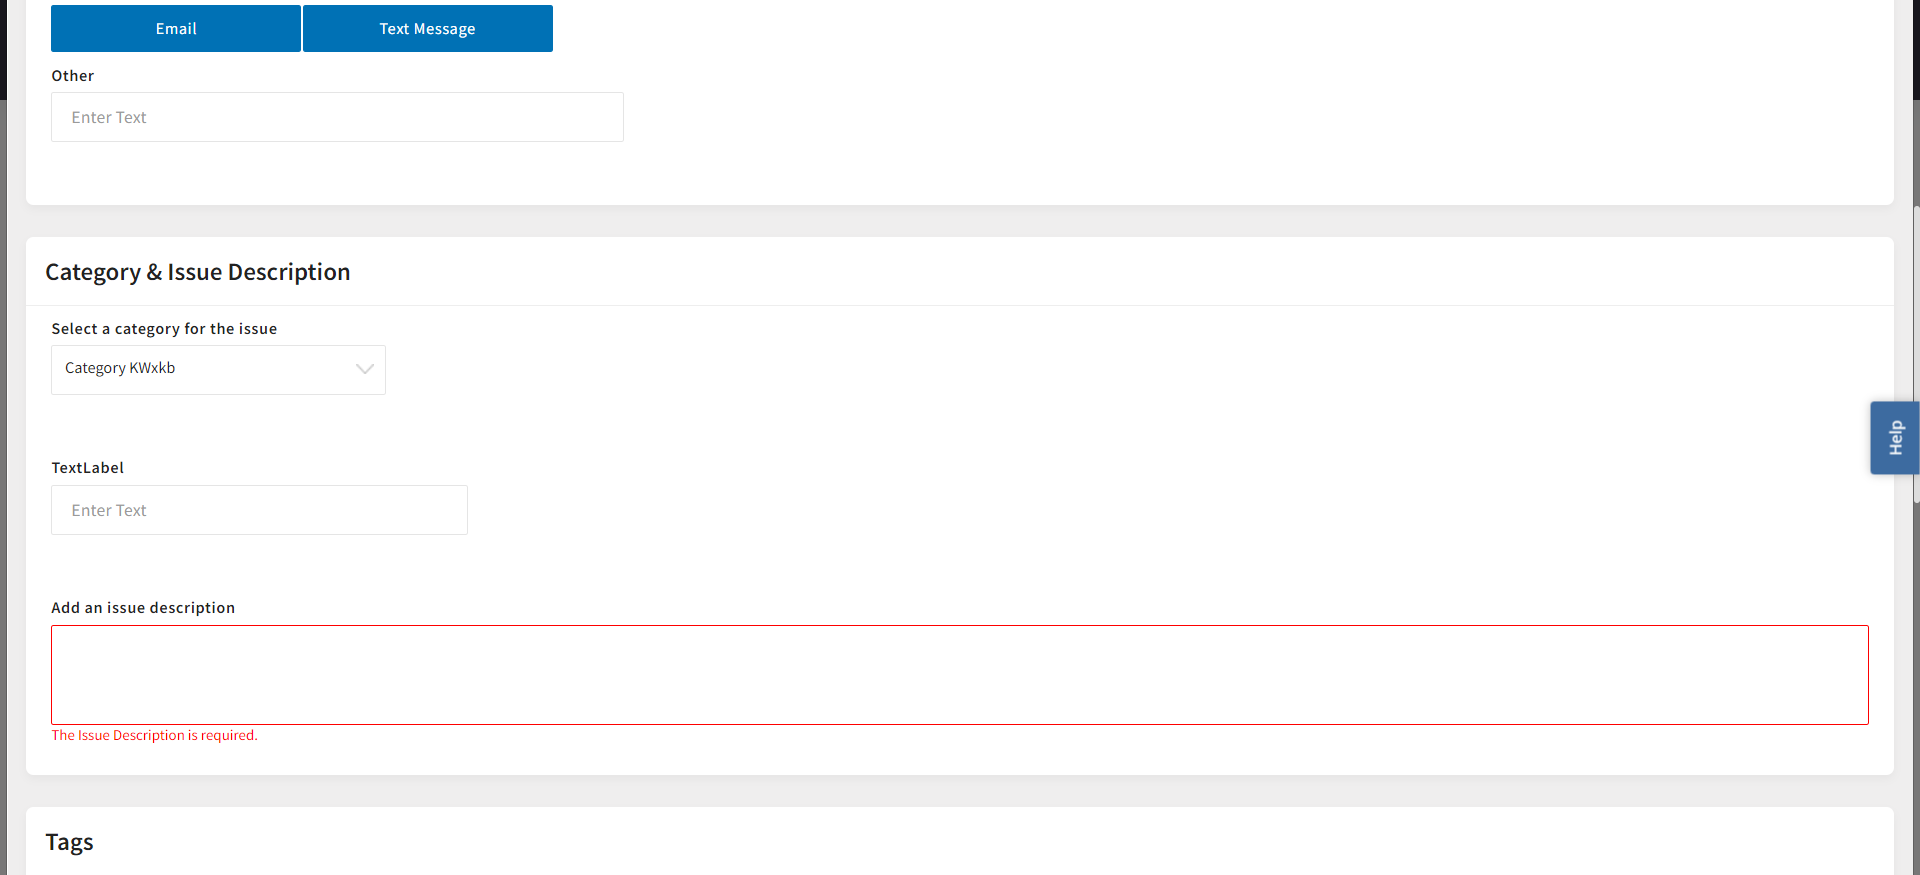 Email
Text Message
Other
Enter Text
Category & Issue Description
Select a category for the issue
Category KWxkb
Help
TextLabel
Enter Text
Add an issue description
The Issue Description is required.
Tags